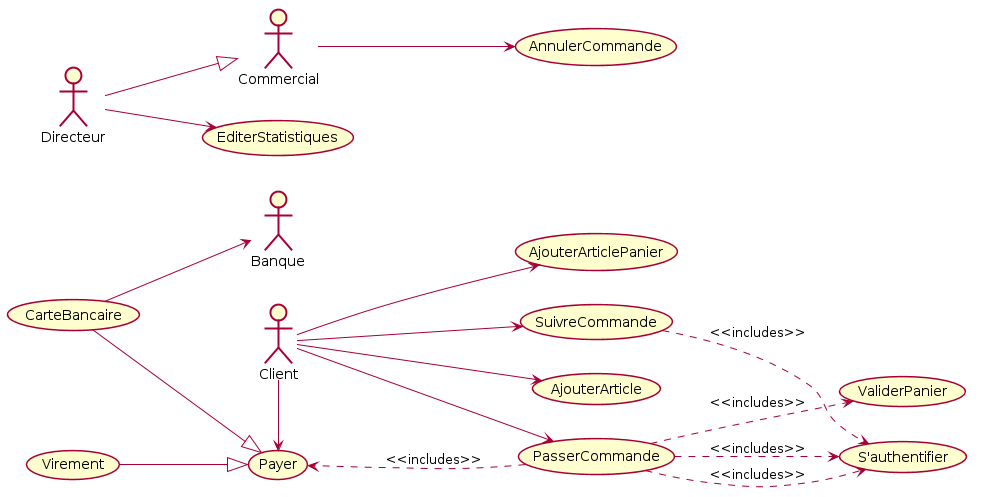 Commercial
AnnulerCommande
Directeur
EditerStatistiques
Banque
AjouterArticlePanier
CarteBancaire
SuivreCommande
<<includes>>
Client
AjouterArticle
ValiderPanier
<<includes>>
PasserCommande
<<includes>>
S'authentifier
Virement
Payer
<<includes>>
<<includes>>